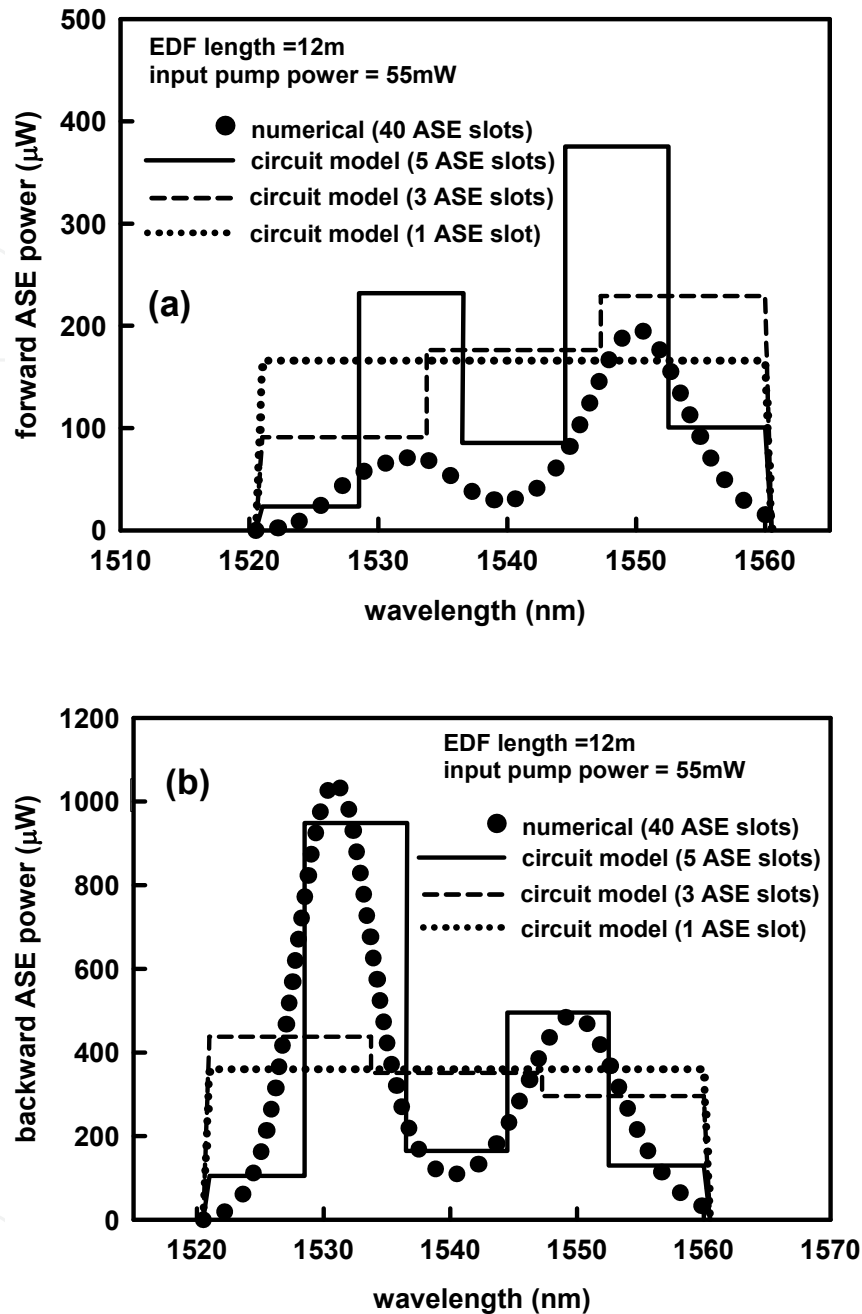 500
400
300
200
100
0
forward ASE power (μW)
EDF length =12m
input pump power = 55mW
numerical (40 ASE slots)
circuit model (5 ASE slots)
circuit model (3 ASE slots)
circuit model (1 ASE slot)
(a)
1510 1520 1530 1540 1550 1560
wavelength (nm)
1200
1000
800
600
400
200
0
backward ASE power (μW)
(b)
EDF length =12m
input pump power = 55mW
numerical (40 ASE slots)
circuit model (5 ASE slots)
circuit model (3 ASE slots)
circuit model (1 ASE slot)
1520 1530 1540 1550 1560 1570
wavelength (nm)